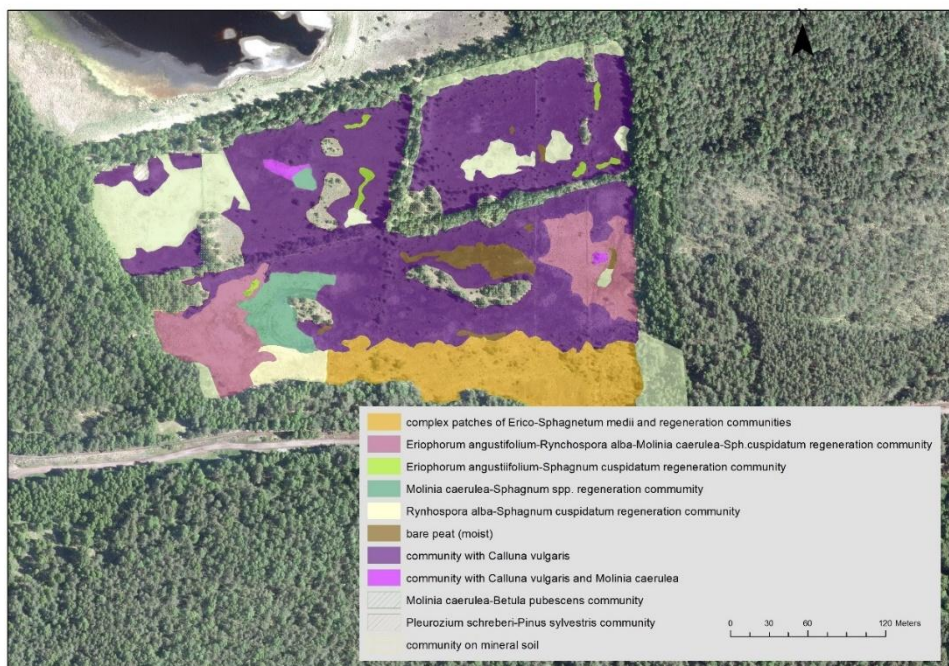 complex patches of Erico-Sphagnetum medii and regeneration communities
Eriophorum angustifolium-Rynchospora alba-Molinia caerulea-Sph.cuspidatum regeneration community
Eriophorum angustiifolium-Sphagnum cuspidatum regeneration community
Molinia caerulea-Sphagnum spp. regeneration commumity
Rynhospora alba-Sphagnum cuspidatum regeneration community
bare peat (moist)
community with Calluna vulgaris
community with Calluna vulgaris and Molinia caerulea
Molinia caerulea-Betula pubescens community
Pleurozium schreberi-Pinus sylvestris community
community on mineral soil
0 30 60 120 Meters